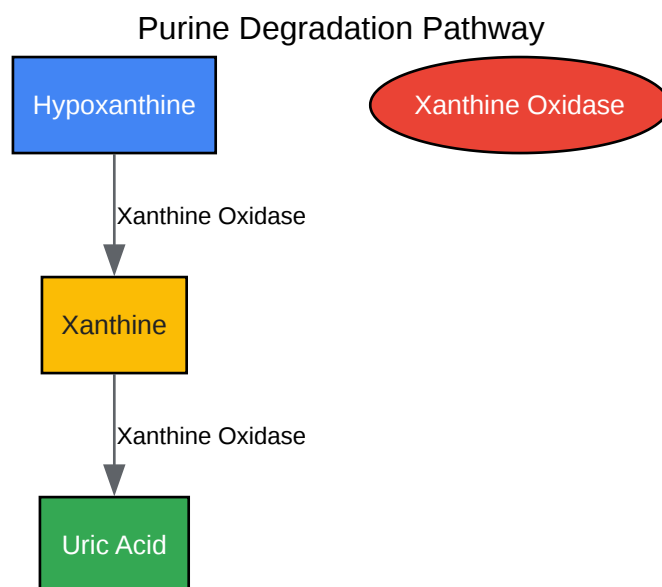 Purine Degradation Pathway
Hypoxanthine
Xanthine Oxidase
Xanthine Oxidase
Xanthine
Xanthine Oxidase
Uric Acid